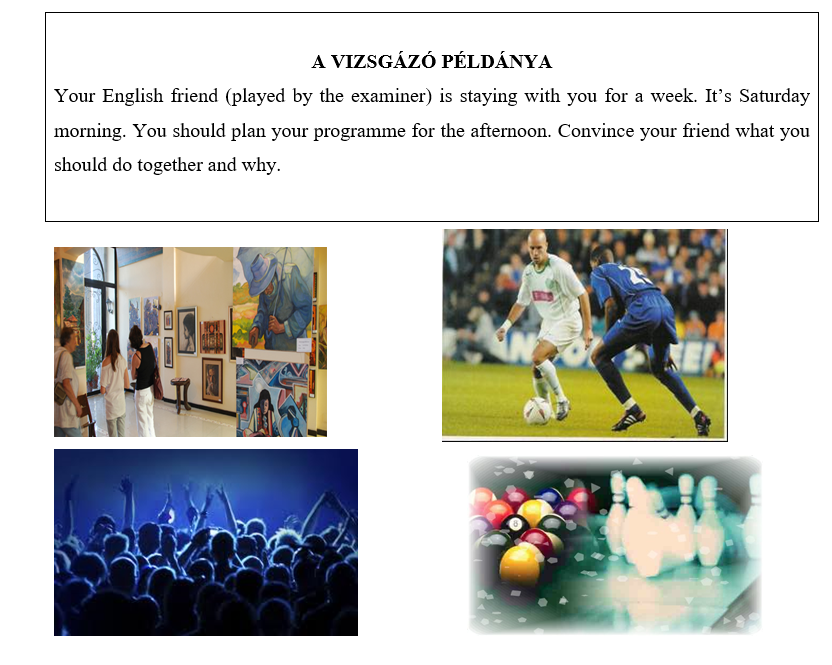 A VIZSGÁZÓ PÉLDÁNYA
Your English friend (played by the examiner) is staying with you for a week. It’s Saturday
morning. You should plan your programme for the afternoon. Convince your friend what you
should do together and why.
8